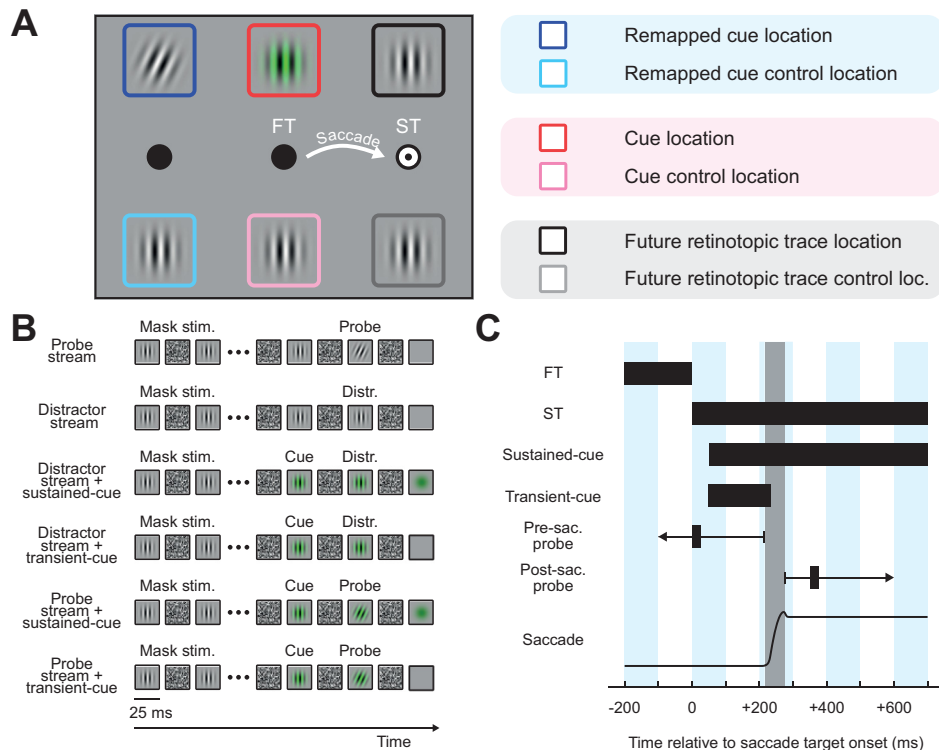 A
FT
ST
Saccade
Remapped cue location
Remapped cue control location
Cue location
Cue control location
Future retinotopic trace location
Future retinotopic trace control loc.
B
Mask stim.
Probe
Probe
stream
Mask stim.
Distr.
Distractor
stream
Mask stim.
Cue
Distr.
Distractor
stream +
sustained-cue
Mask stim.
Cue
Distr.
Distractor
stream +
transient-cue
Mask stim.
Cue
Probe
Probe
stream +
sustained-cue
Mask stim.
Cue
Probe
Probe
stream +
transient-cue
25 ms
Time
C
FT
ST
Sustained-cue
Transient-cue
Pre-sac.
probe
Post-sac.
probe
Saccade
-200
0
+200
+400
+600
Time relative to saccade target onset (ms)